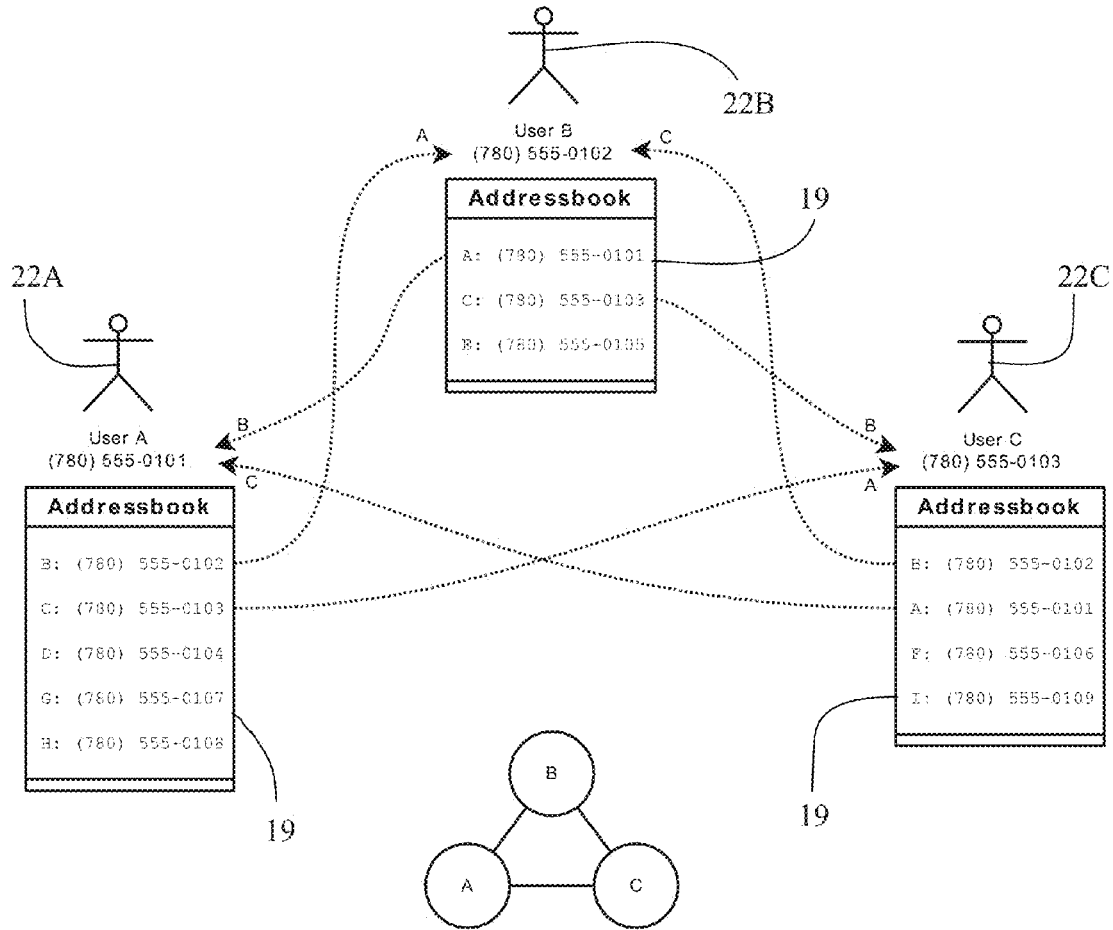 22B
User B
(780) 555-0102
A
C
Addressbook
A: (780) 555-0101
C: (780) 555-0103
E: (780) 555-0105
19
22A
22C
User A
(780) 555-0101
B
C
User C
(780) 555-0103
B
A
Addressbook
B: (780) 555-0102
C: (780) 555-0103
D: (780) 555-0104
G: (780) 555-0107
H: (780) 555-0108
19
Addressbook
B: (780) 555-0102
A: (780) 555-0101
F: (780) 555-0106
I: (780) 555-0109
19
B
A
C